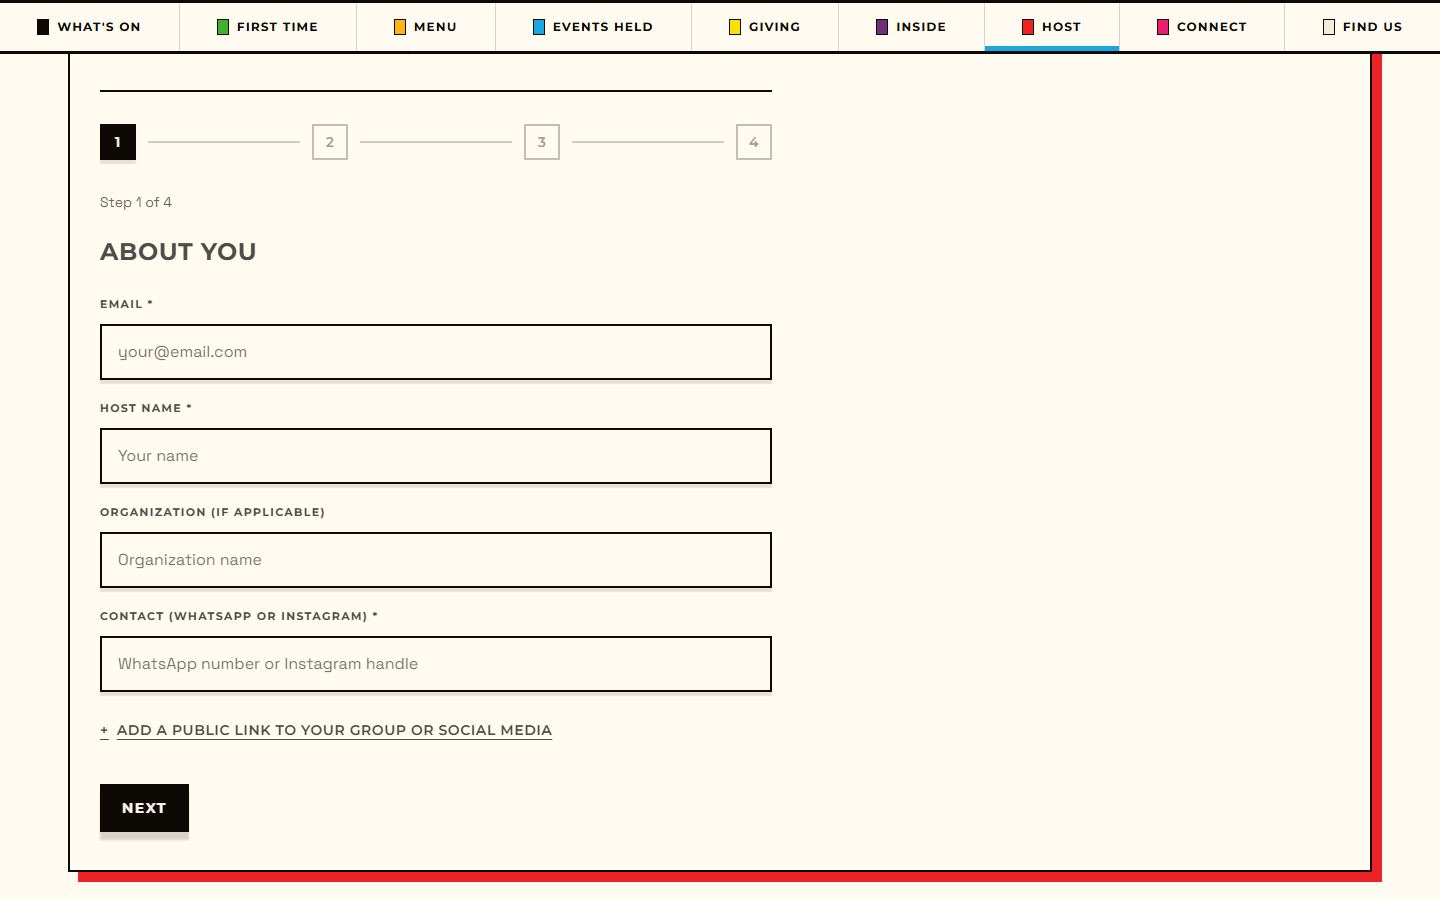 WHAT'S ON
FIRST TIME
MENU
EVENTS HELD
GIVING
INSIDE
HOST
CONNECT
FIND US
1
2
3
4
Step 1 of 4
ABOUT YOU
EMAIL *
your@email.com
HOST NAME *
Your name
ORGANIZATION (IF APPLICABLE)
Organization name
CONTACT (WHATSAPP OR INSTAGRAM) *
WhatsApp number or Instagram handle
+ ADD A PUBLIC LINK TO YOUR GROUP OR SOCIAL MEDIA
NEXT